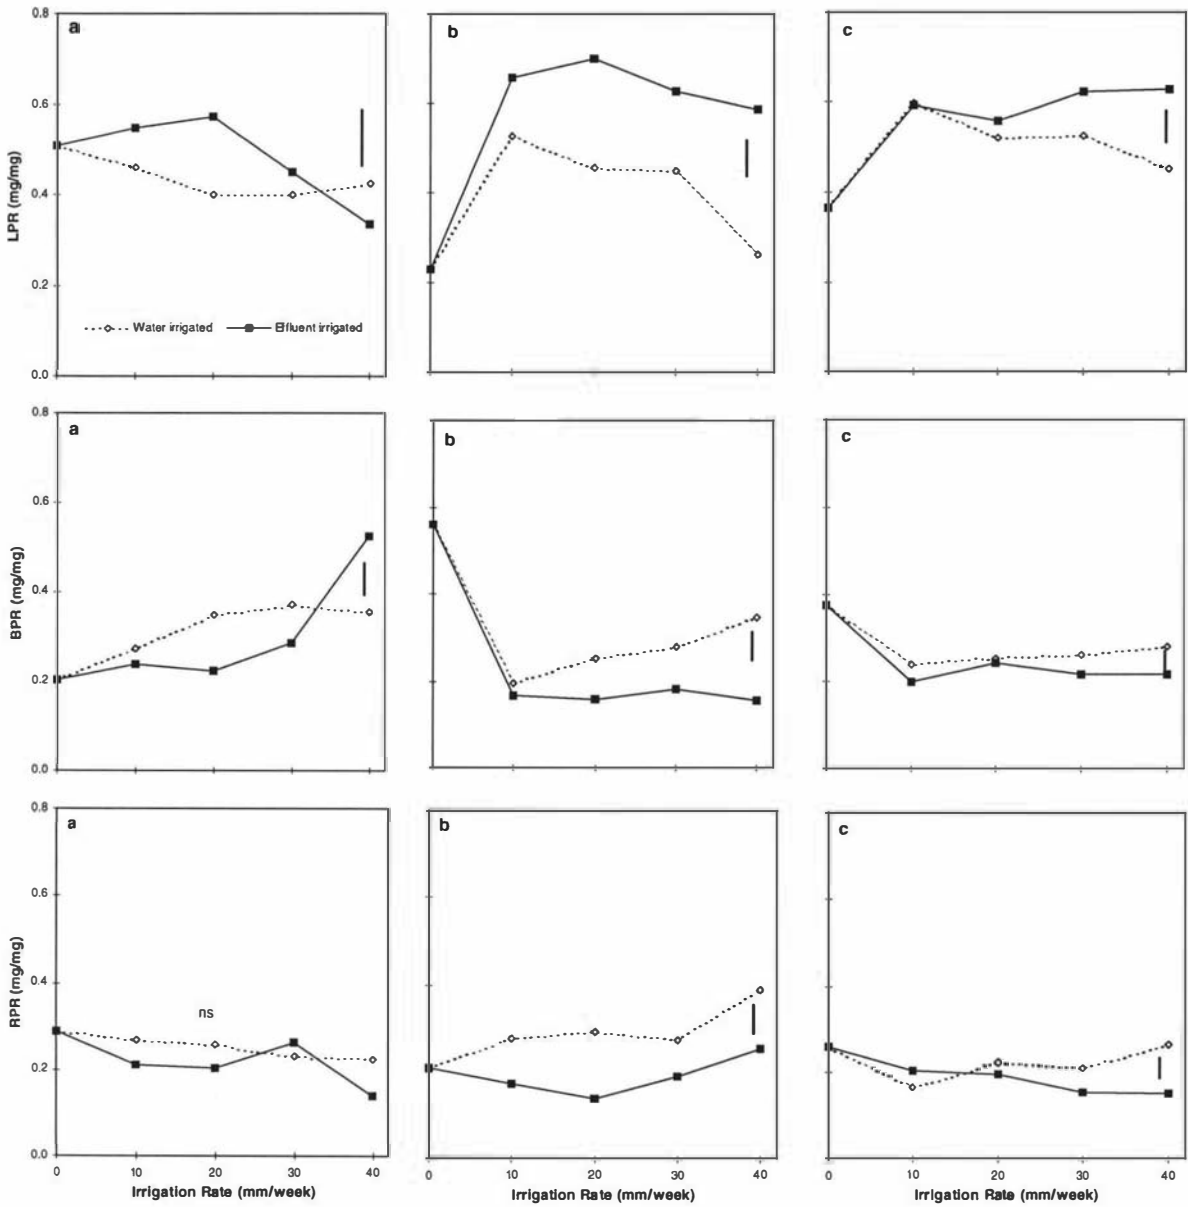 0.8
a
b
c
0.6
LPR (mg/mg)
0.4
0.2
Water irrigated
Effluent irrigated
0.0
0.8
a
b
c
0.6
BPR (mg/mg)
0.4
0.2
0.0
0.8
a
b
c
0.6
RPR (mg/mg)
0.4
ns
0.2
0.0
0 10 20 30 40
0 10 20 30 40
0 10 20 30 40
Irrigation Rate (mm/week)
Irrigation Rate (mm/week)
Irrigation Rate (mm/week)